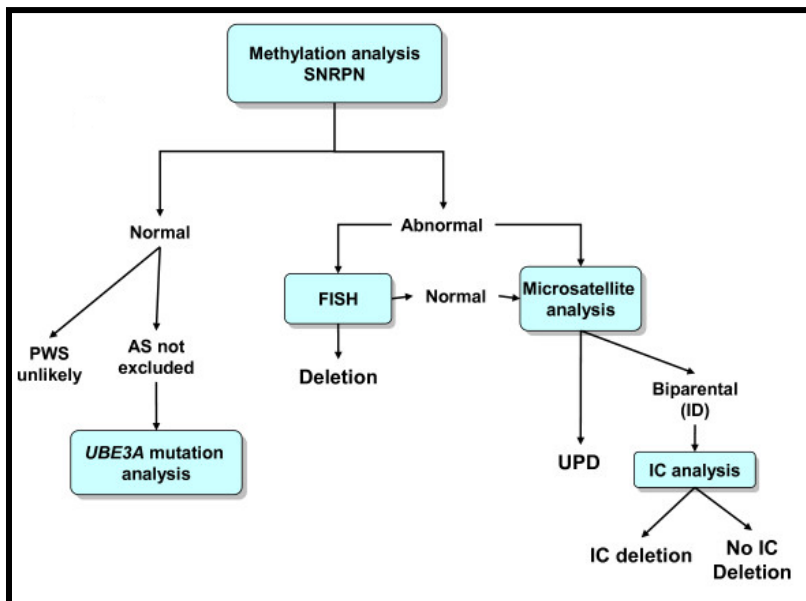 Methylation analysis
SNRPN
Normal
Abnormal
FISH
Normal
Microsatellite
analysis
PWS
unlikely
AS not
excluded
Deletion
Biparental
(ID)
UBE3A mutation
analysis
UPD
IC analysis
IC deletion
No IC
Deletion